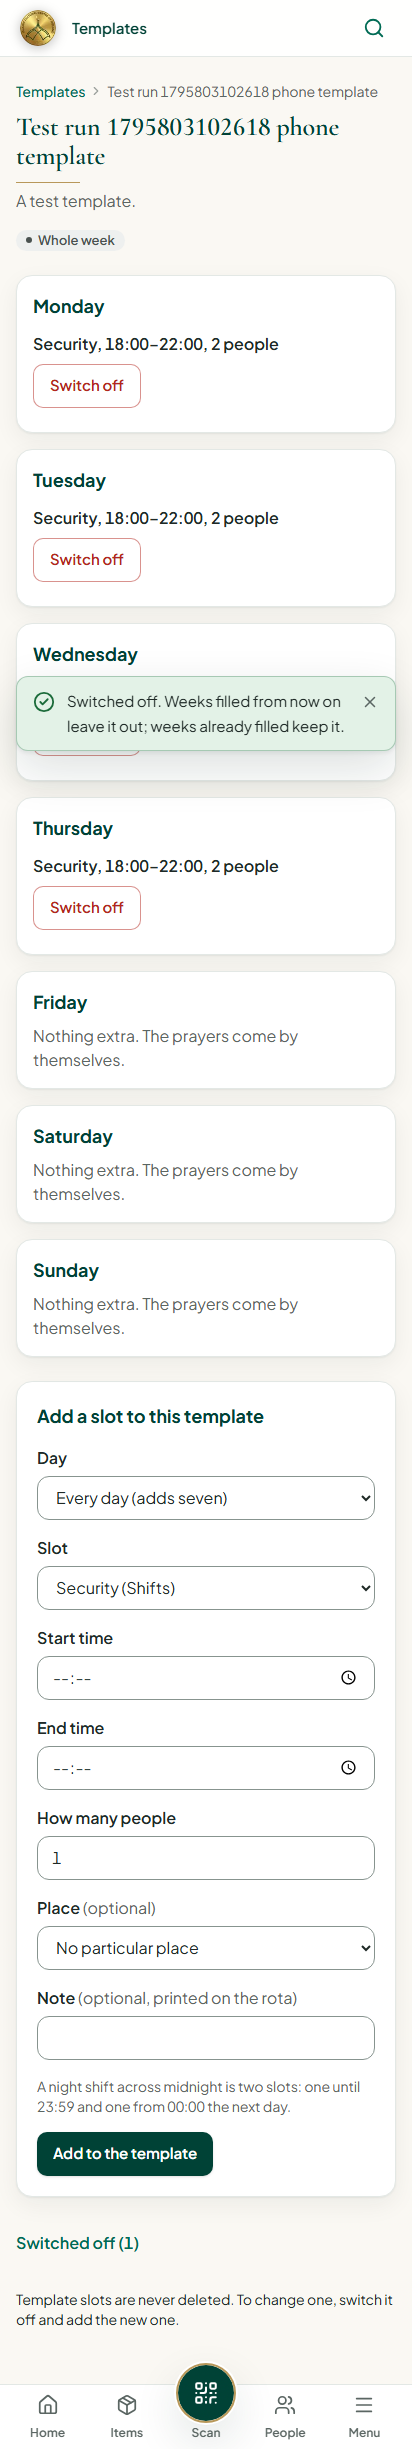 Templates
Templates > Test run 1795803102618 phone template
Test run 1795803102618 phone
template
A test template.
Whole week
Monday
Security, 18:00–22:00, 2 people
Switch off
Tuesday
Security, 18:00–22:00, 2 people
Switch off
Wednesday
Switched off. Weeks filled from now on
leave it out; weeks already filled keep it.
Thursday
Security, 18:00–22:00, 2 people
Switch off
Friday
Nothing extra. The prayers come by
themselves.
Saturday
Nothing extra. The prayers come by
themselves.
Sunday
Nothing extra. The prayers come by
themselves.
Add a slot to this template
Day
Every day (adds seven)
Slot
Security (Shifts)
Start time
--:--
End time
--:--
How many people
1
Place (optional)
No particular place
Note (optional, printed on the rota)
A night shift across midnight is two slots: one until
23:59 and one from 00:00 the next day.
Add to the template
Switched off (1)
Template slots are never deleted. To change one, switch it
off and add the new one.
Home
Items
Scan
People
Menu